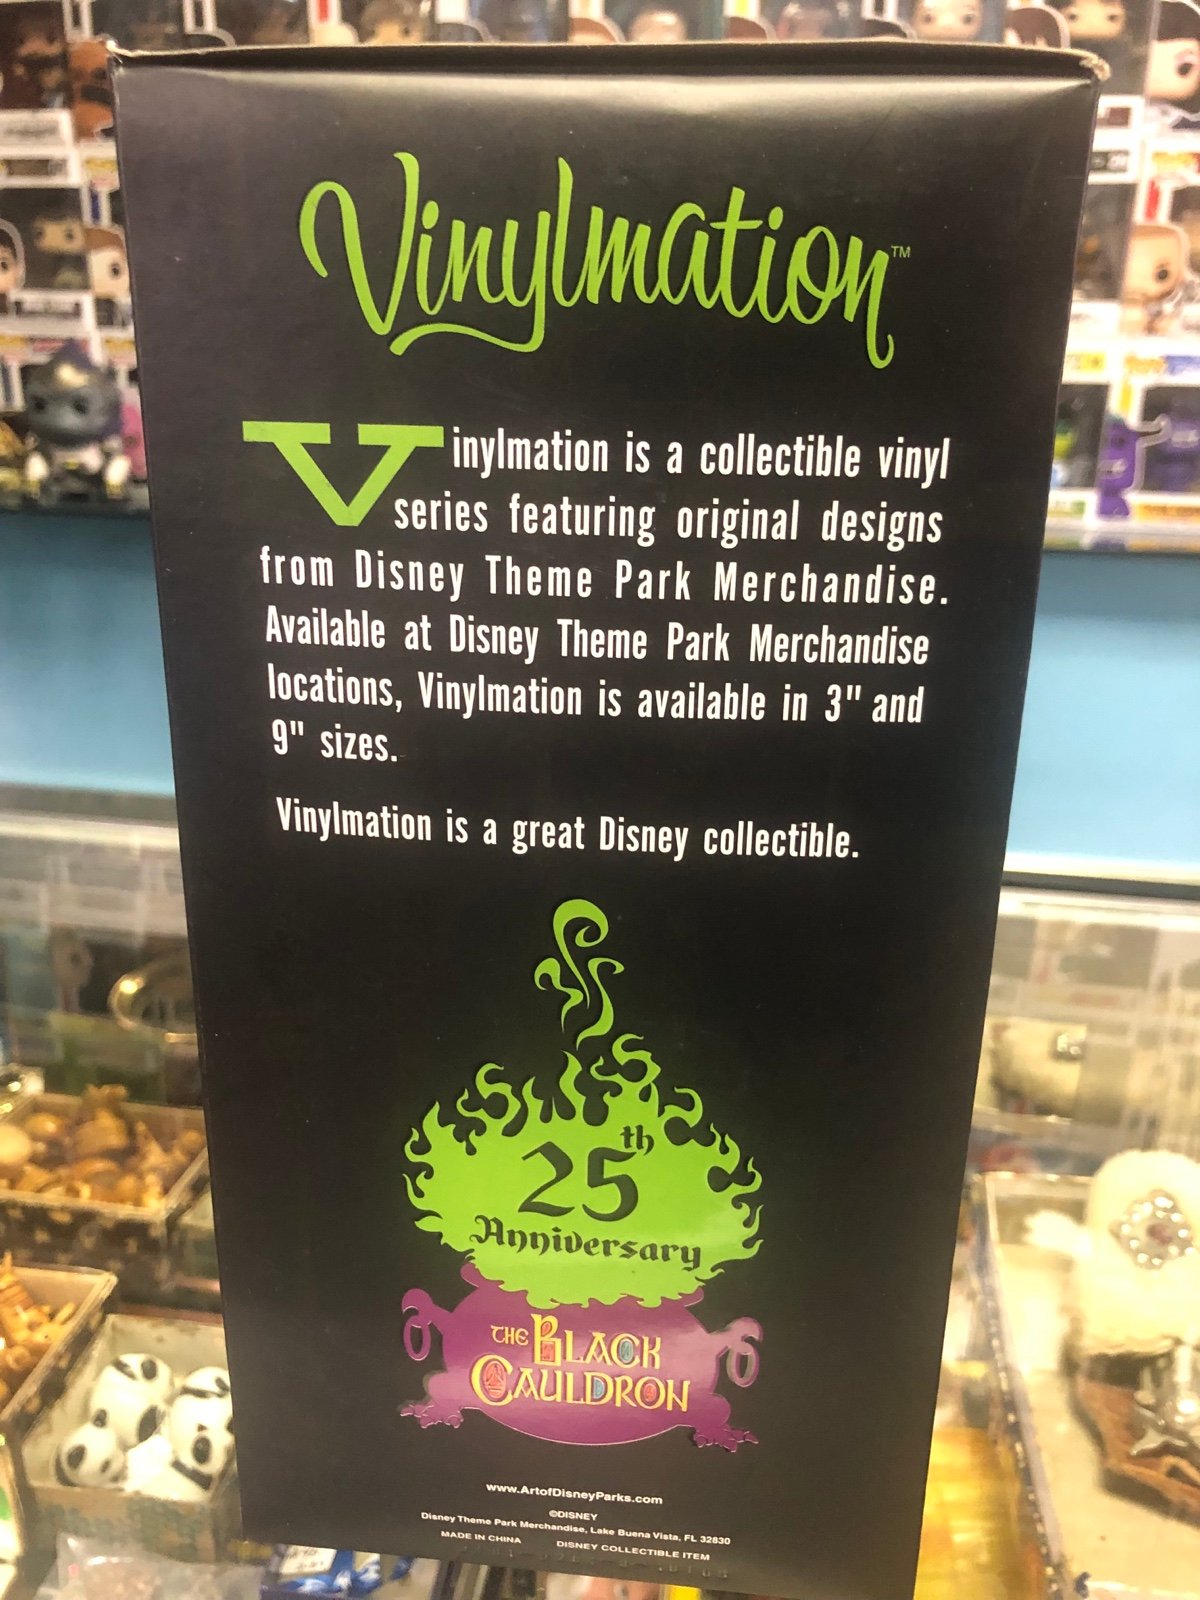 Vinylmation™
Vinylmation is a collectible vinyl
series featuring original designs
from Disney Theme Park Merchandise.
Available at Disney Theme Park Merchandise
locations, Vinylmation is available in 3" and
9" sizes.
Vinylmation is a great Disney collectible.
25th
Anniversary
THE BLACK
CAULDRON
www.ArtofDisneyParks.com
©DISNEY
Disney Theme Park Merchandise, Lake Buena Vista, FL 32830
MADE IN CHINA DISNEY COLLECTIBLE ITEM